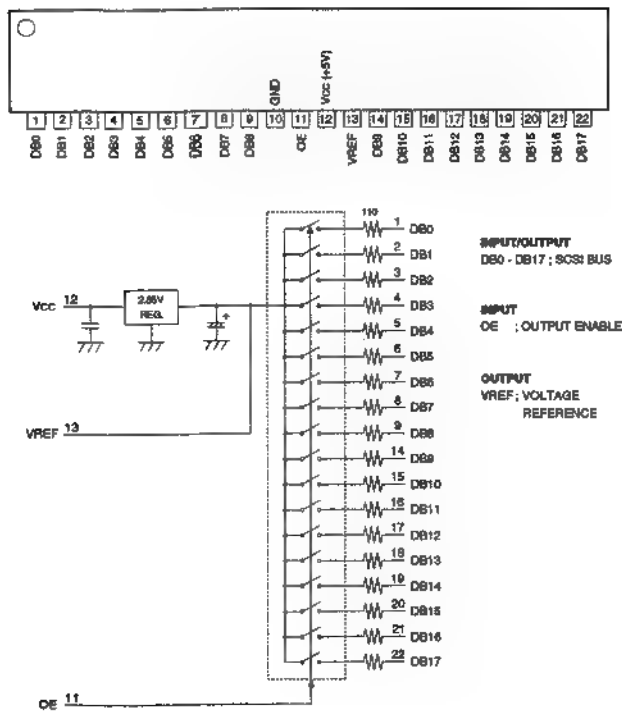 GND
Vcc (+5V)
1 2 3 4 5 6 7 8 9 10 11 12 13 14 15 16 17 18 19 20 21 22
DB0 DB1 DB2 DB3 DB4 DB5 DB6 DB7 DB8 OE VREF DB9 DB10 DB11 DB12 DB13 DB14 DB15 DB16 DB17
110
1 DB0
2 DB1
3 DB2
4 DB3
5 DB4
6 DB5
7 DB6
8 DB7
9 DB8
14 DB9
15 DB10
16 DB11
17 DB12
18 DB13
19 DB14
20 DB15
21 DB16
22 DB17
Vcc 12
2.85V
REG.
+
VREF 13
OE 11
INPUT/OUTPUT
DB0 - DB17 ; SCSI BUS
INPUT
OE ; OUTPUT ENABLE
OUTPUT
VREF ; VOLTAGE
REFERENCE